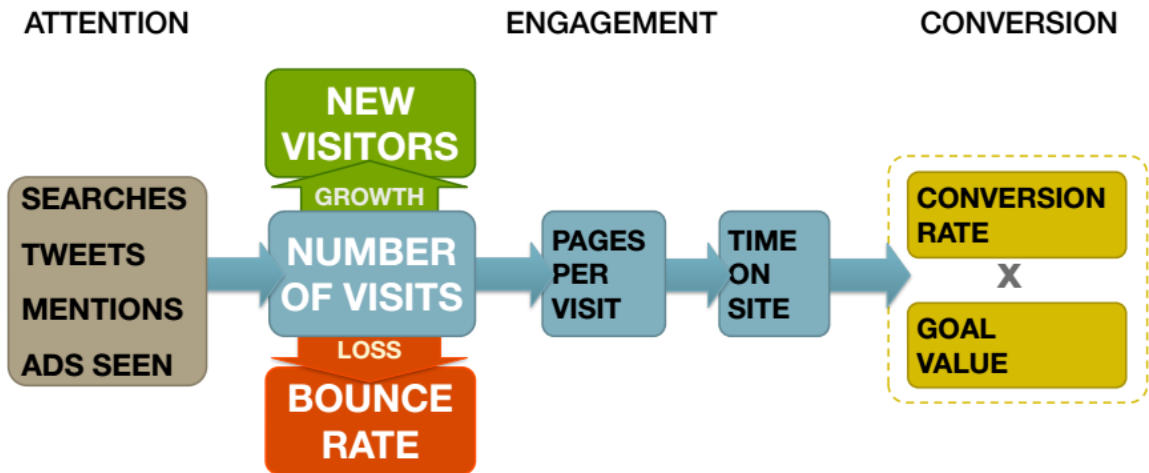 ATTENTION
ENGAGEMENT
CONVERSION
SEARCHES
TWEETS
MENTIONS
ADS SEEN
NEW
VISITORS
GROWTH
NUMBER
OF VISITS
LOSS
BOUNCE
RATE
PAGES
PER
VISIT
TIME
ON
SITE
CONVERSION
RATE
X
GOAL
VALUE